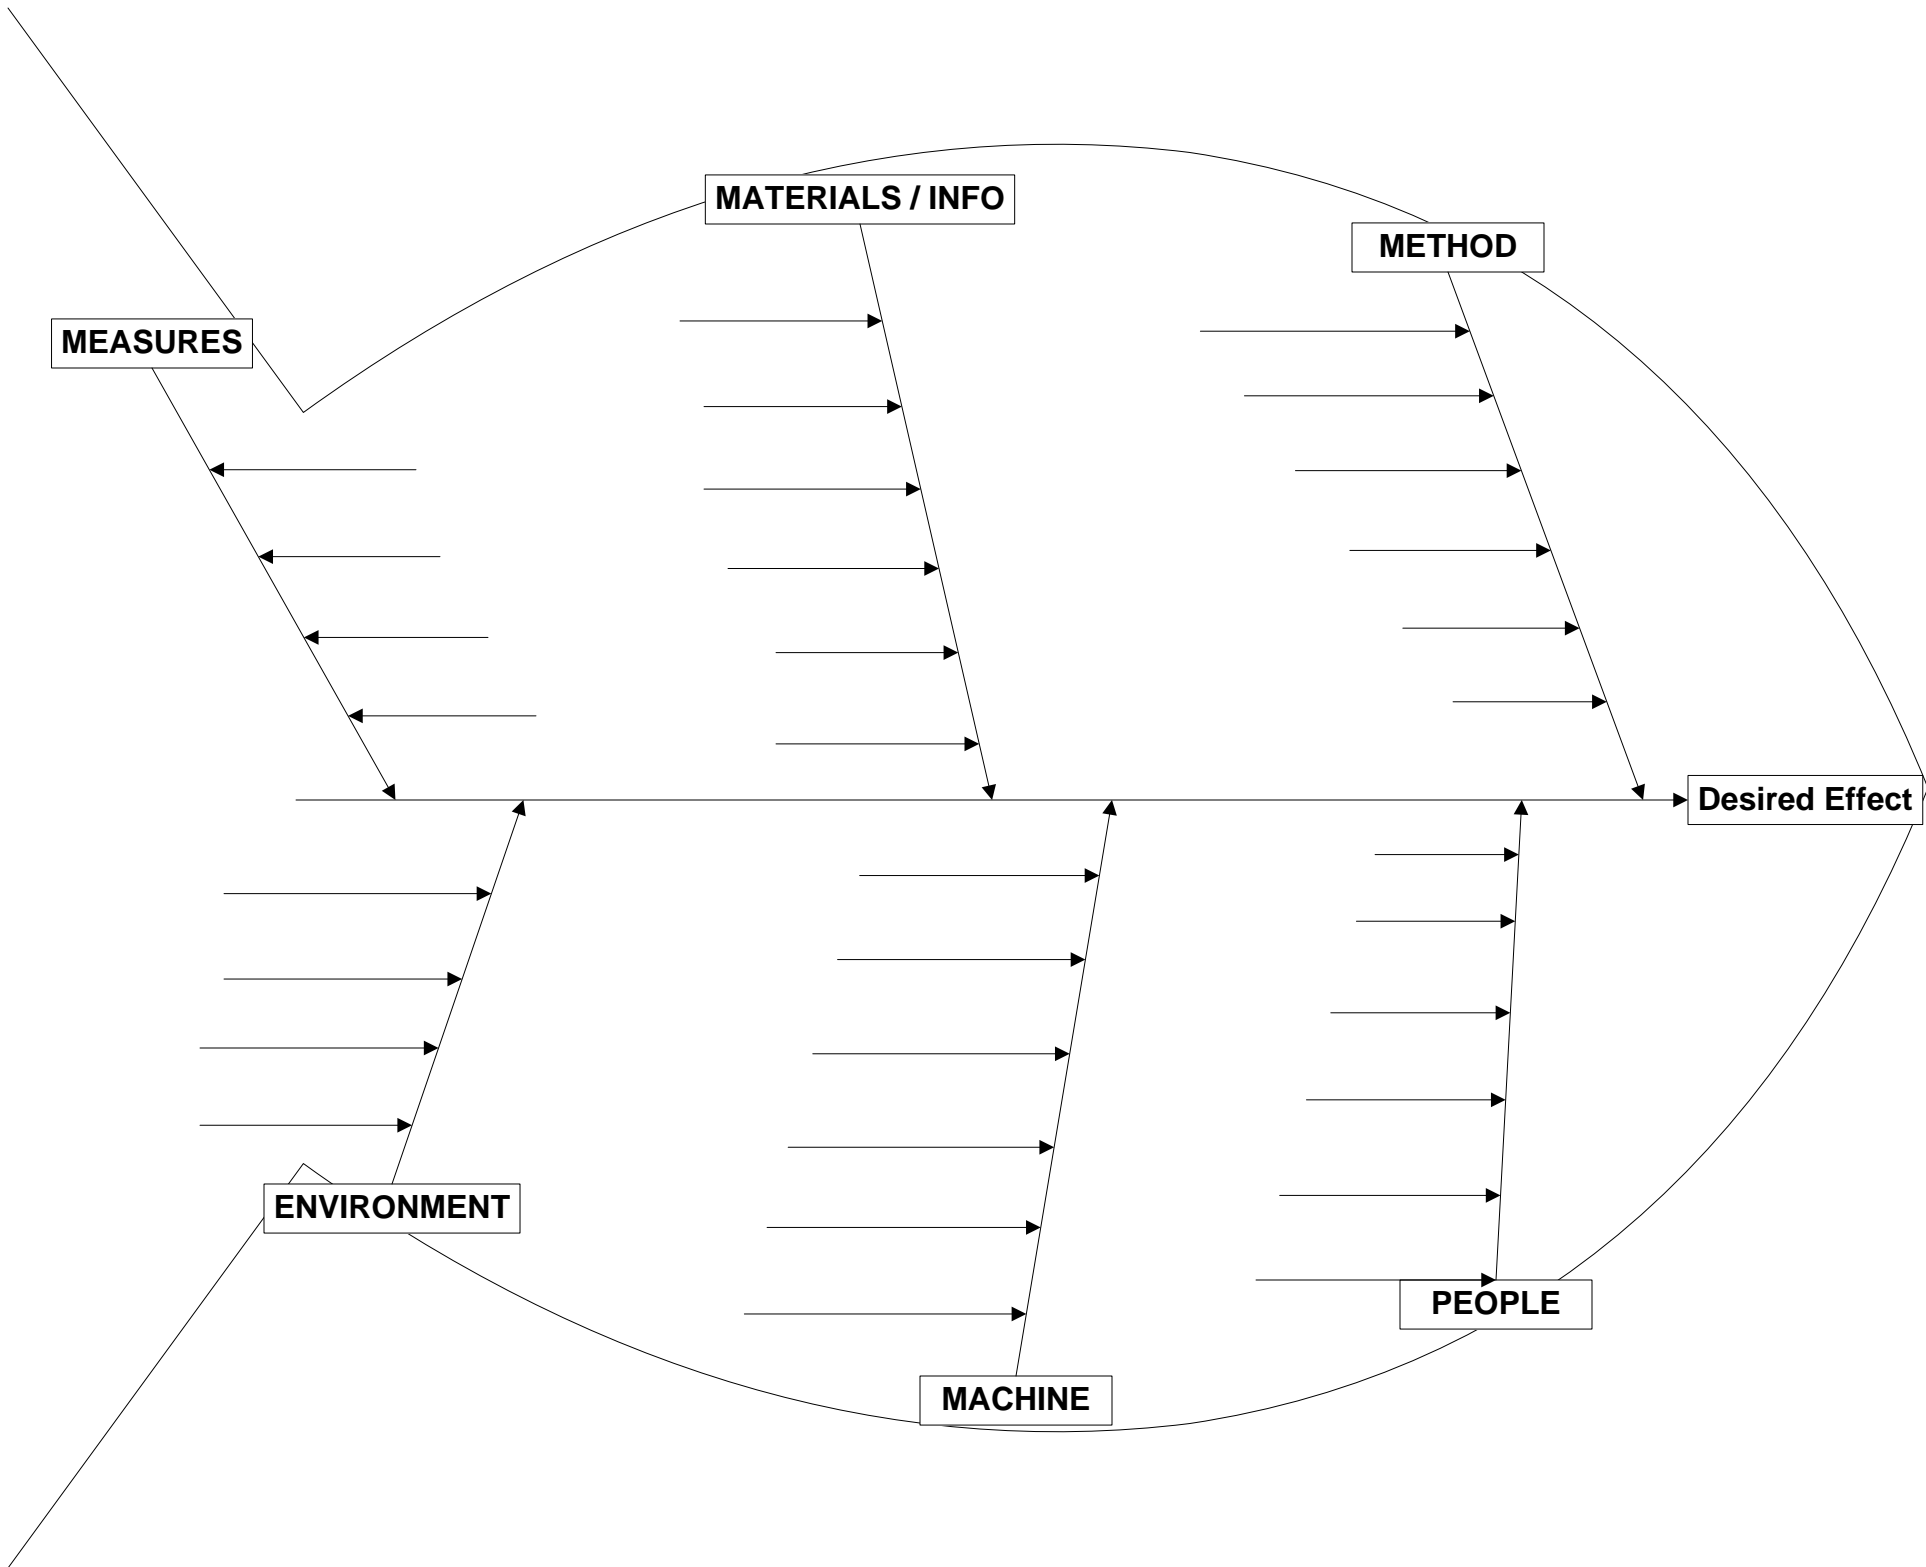 MATERIALS / INFO
METHOD
MEASURES
Desired Effect
ENVIRONMENT
PEOPLE
MACHINE